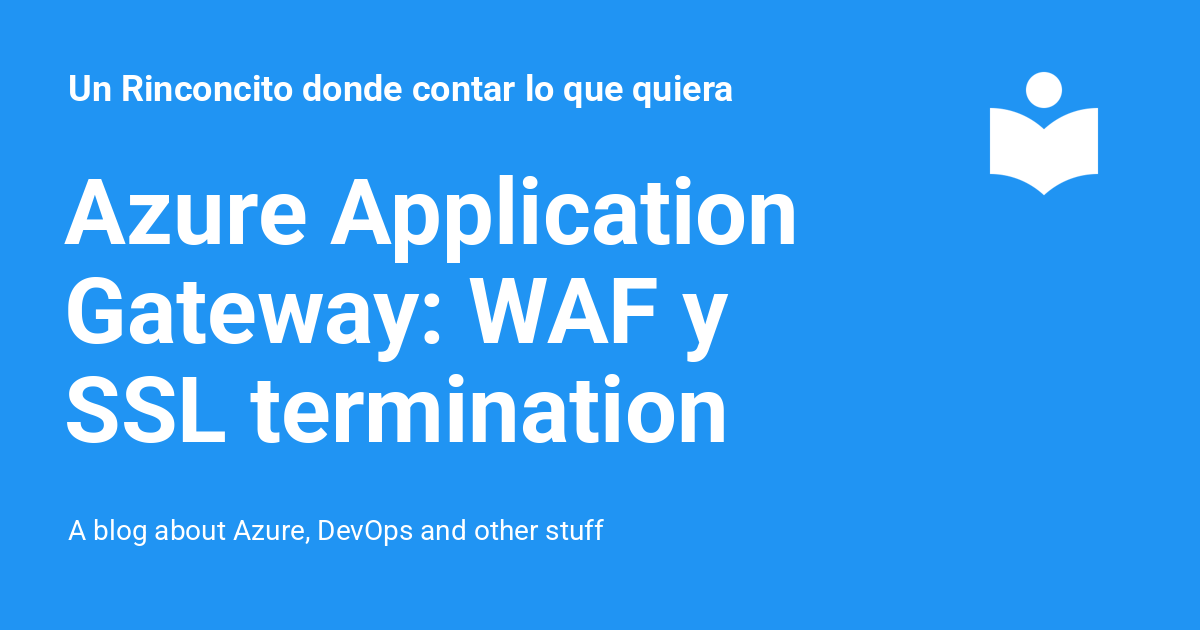 Un Rinconcito donde contar lo que quiera
Azure Application
Gateway: WAF y
SSL termination
A blog about Azure, DevOps and other stuff